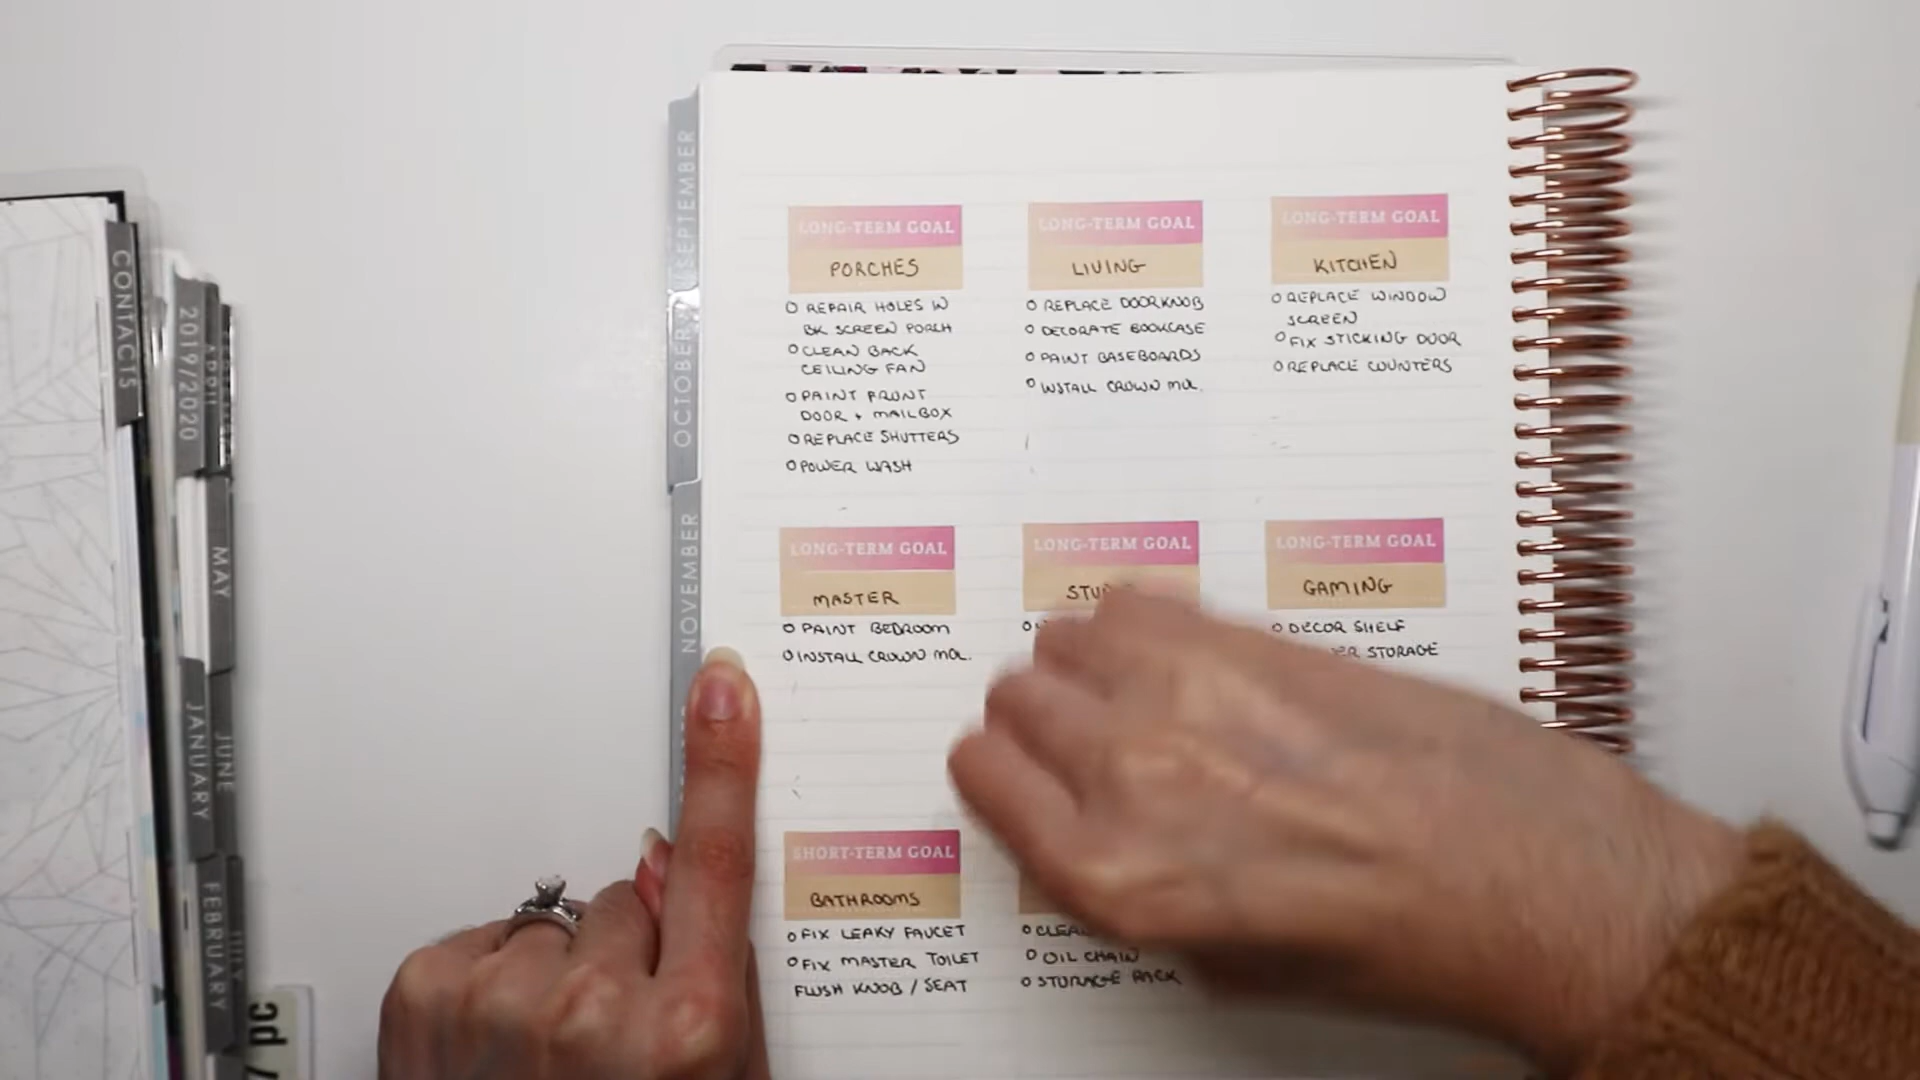 LONG-TERM GOAL
PORCHES
REPAIR HOLES IN
BK SCREEN PORCH
CLEAN BACK
CEILING FAN
PAINT FRONT
DOOR + MAILBOX
REPLACE SHUTTERS
POWER WASH
LONG-TERM GOAL
LIVING
REPLACE DOORKNOB
DECORATE BOOKCASE
PAINT BASEBOARDS
INSTALL CROWN MOL.
LONG-TERM GOAL
KITCHEN
REPLACE WINDOW
SCREEN
FIX STICKING DOOR
REPLACE COUNTERS
LONG-TERM GOAL
MASTER
PAINT BEDROOM
INSTALL CROWN MOL.
LONG-TERM GOAL
LONG-TERM GOAL
GAMING
DECOR SHELF
STORAGE
SHORT-TERM GOAL
BATHROOMS
FIX LEAKY FAUCET
FIX MASTER TOILET
FLUSH KNOB / SEAT
OIL CHAIN
STORAGE RACK
SEPTEMBER
OCTOBER
NOVEMBER
CONTACTS
2019/2020
APRIL
MAY
JUNE
JANUARY
JULY
FEBRUARY
7 pc